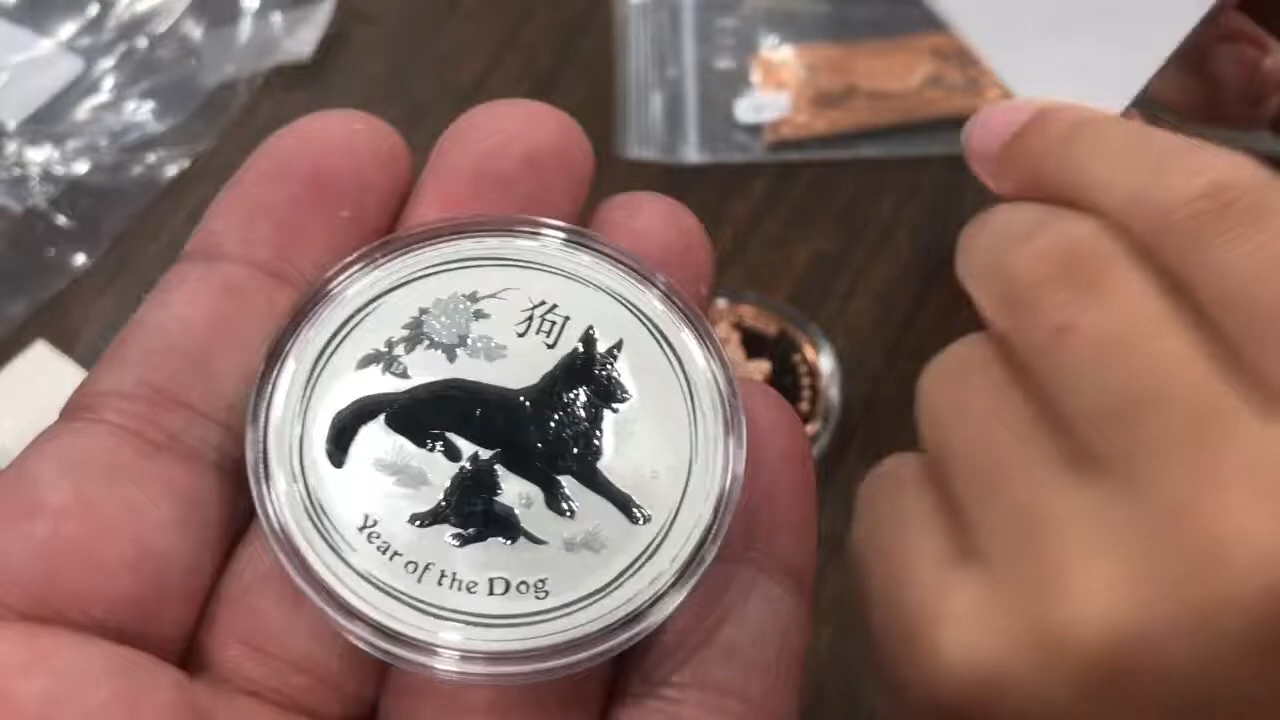 狗
Year of the Dog